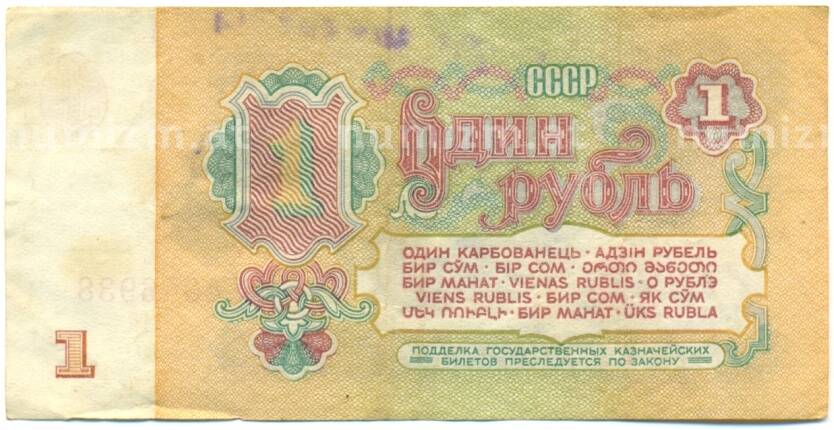 СССР
1
1
ОДИН
РУБЛЬ
ОДИН КАРБОВАНЕЦЬ · АДЗІН РУБЕЛЬ
БИР СЎМ · БІР СОМ · ᲔᲠᲗᲘ ᲛᲐᲜᲔᲗᲘ
БИР МАНАТ · VIENAS RUBLIS · О РУБЛЭ
VIENS RUBLIS · БИР СОМ · ЯК СЎМ
ՄԵԿ ՌՈՒԲԼԻ · БИР МАНАТ · ÜKS RUBLA
ПОДДЕЛКА ГОСУДАРСТВЕННЫХ КАЗНАЧЕЙСКИХ
БИЛЕТОВ ПРЕСЛЕДУЕТСЯ ПО ЗАКОНУ
1